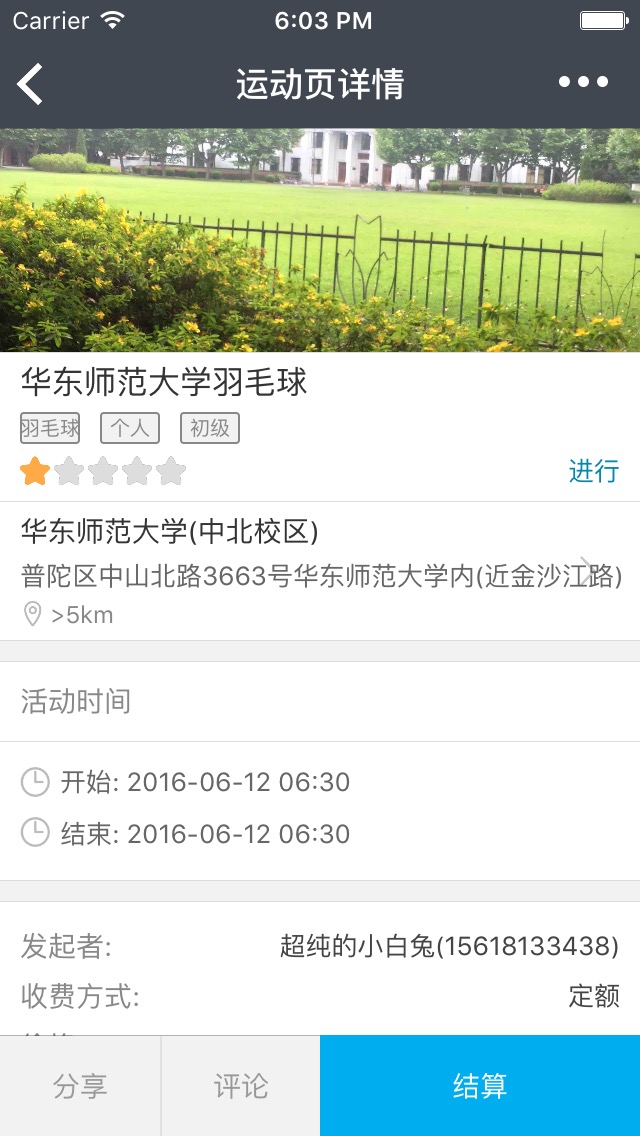 Carrier 6:03 PM
运动页详情
华东师范大学羽毛球
羽毛球 个人 初级
进行
华东师范大学(中北校区)
普陀区中山北路3663号华东师范大学内(近金沙江路)
>5km
活动时间
开始: 2016-06-12 06:30
结束: 2016-06-12 06:30
发起者: 超纯的小白兔(15618133438)
收费方式: 定额
分享 评论 结算